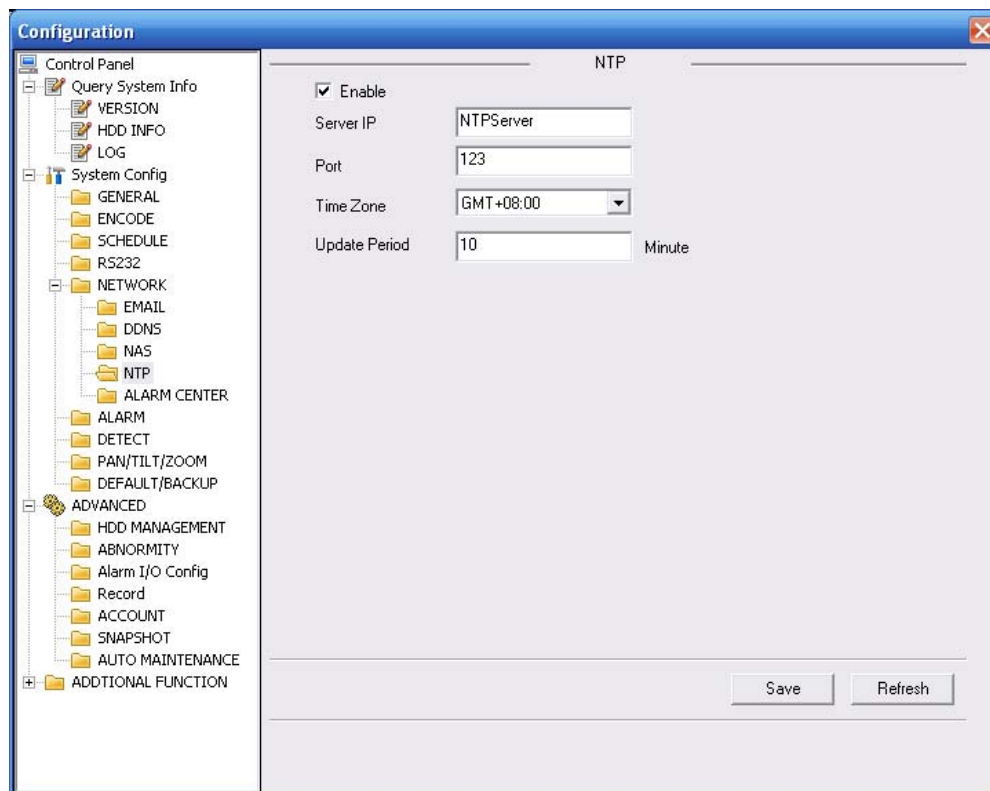 Configuration
Control Panel
Query System Info
VERSION
HDD INFO
LOG
System Config
GENERAL
ENCODE
SCHEDULE
RS232
NETWORK
EMAIL
DDNS
NAS
NTP
ALARM CENTER
ALARM
DETECT
PAN/TILT/ZOOM
DEFAULT/BACKUP
ADVANCED
HDD MANAGEMENT
ABNORMITY
Alarm I/O Config
Record
ACCOUNT
SNAPSHOT
AUTO MAINTENANCE
ADDTIONAL FUNCTION
NTP
Enable
Server IP NTPServer
Port 123
Time Zone GMT+08:00
Update Period 10 Minute
Save Refresh